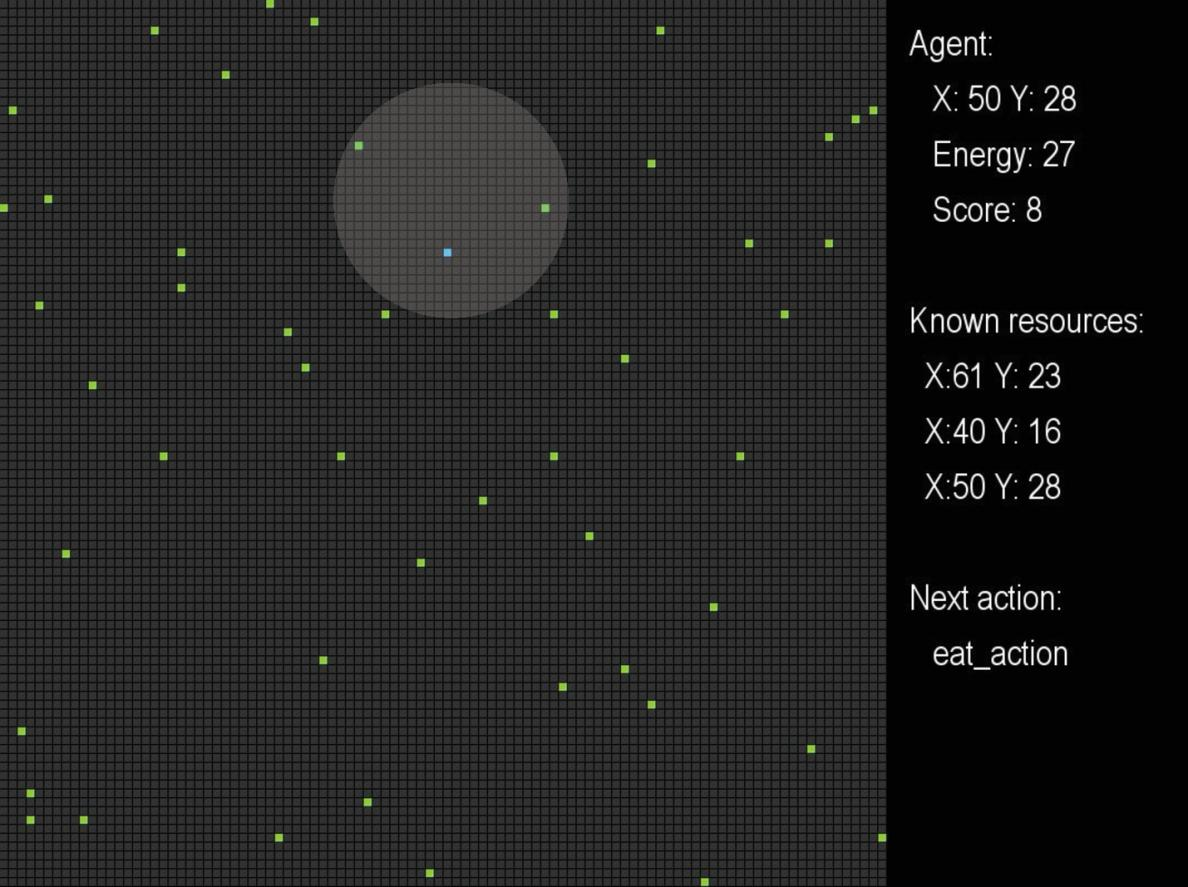 Agent:
X: 50 Y: 28
Energy: 27
Score: 8
Known resources:
X:61 Y: 23
X:40 Y: 16
X:50 Y: 28
Next action:
eat_action